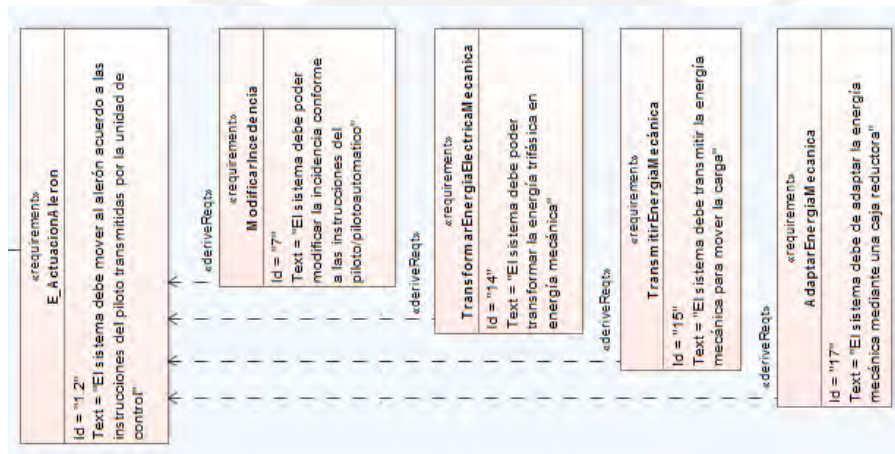 «requirement»
E_ActuacionAleron
Id = "1.2"
Text = "El sistema debe mover al alerón acuerdo a las
instrucciones del piloto transmitidas por la unidad de
control"
«deriveReqt»
«requirement»
ModificarIncedencia
Id = "7"
Text = "El sistema debe poder
modificar la incidencia conforme
a las instrucciones del
piloto/pilotoautomatico"
«deriveReqt»
«requirement»
TransformarEnergiaElectricaMecanica
Id = "14"
Text = "El sistema debe poder
transformar la energía trifásica en
energía mecánica"
«deriveReqt»
«requirement»
TransmitirEnergiaMecánica
Id = "15"
Text = "El sistema debe transmitir la energía
mecánica para mover la carga"
«deriveReqt»
«requirement»
AdaptarEnergiaMecanica
Id = "17"
Text = "El sistema debe de adaptar la energía
mecánica mediante una caja reductora"